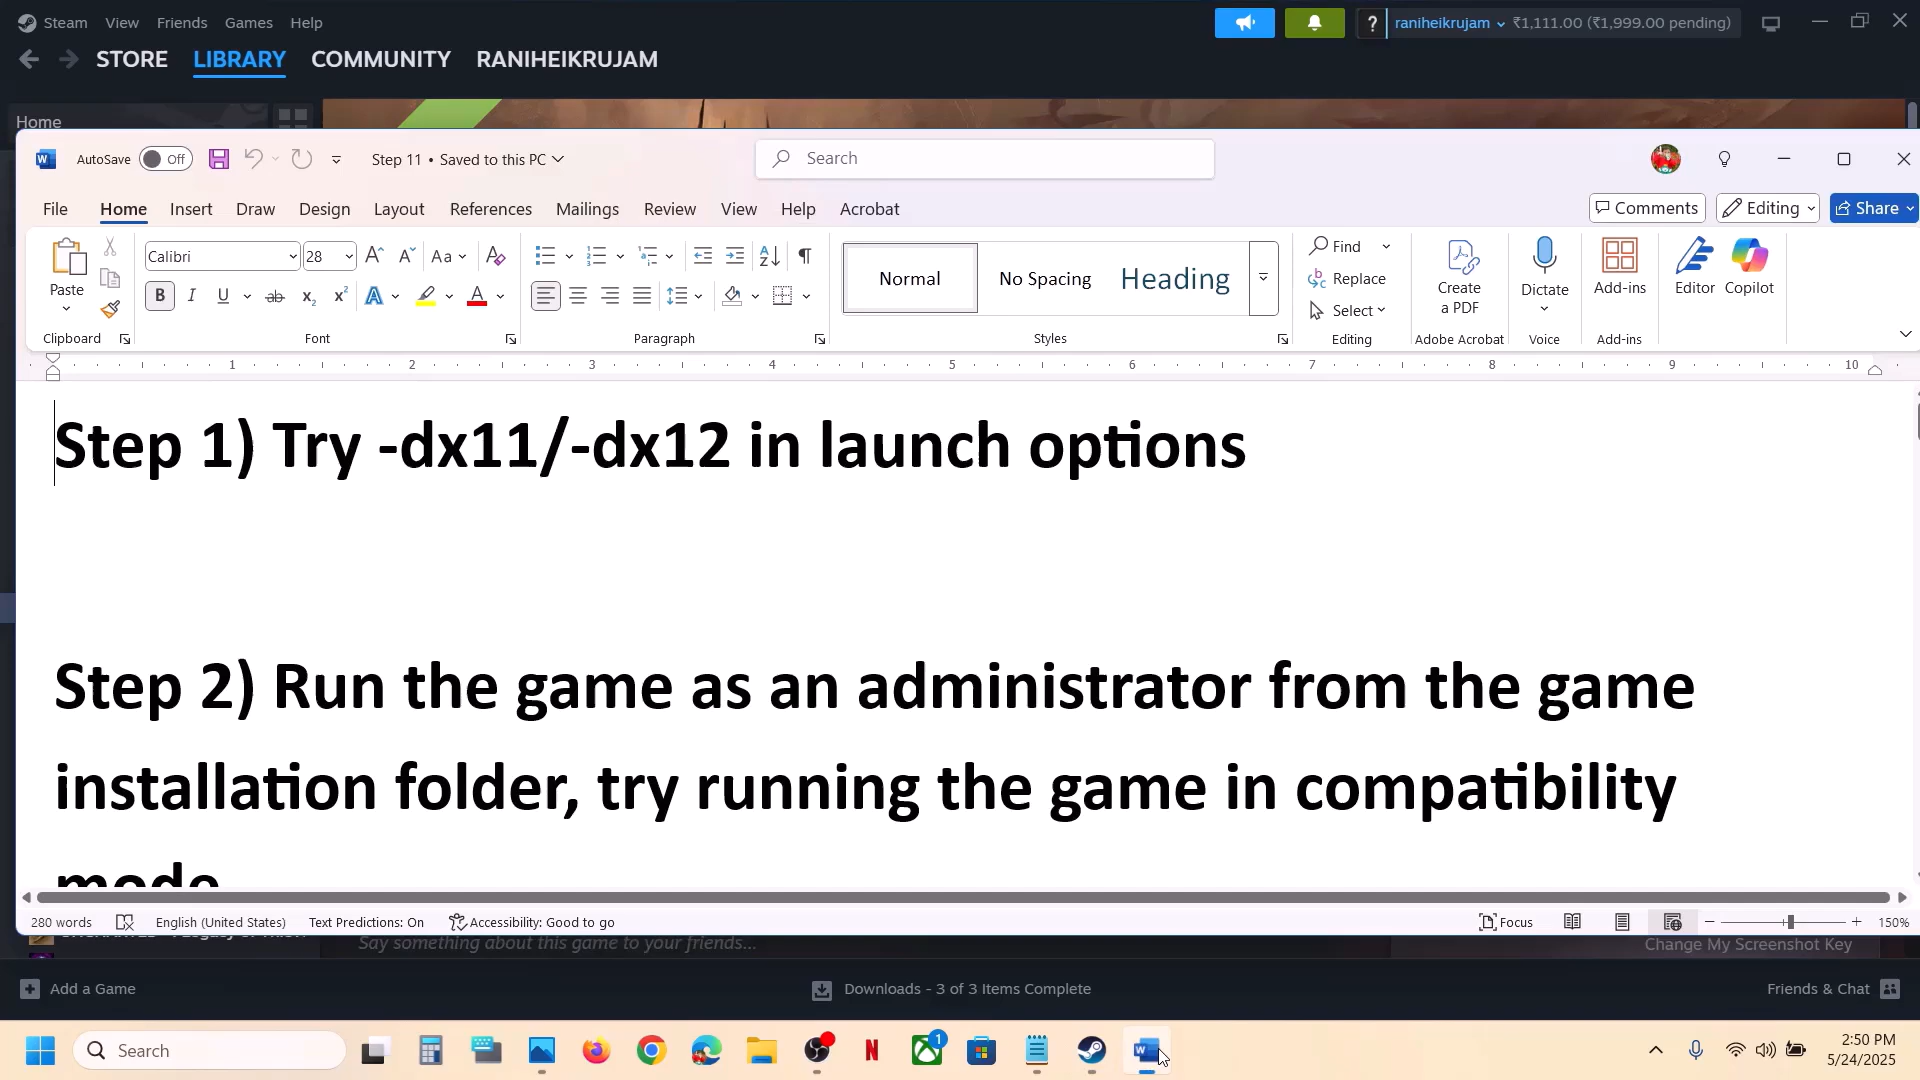 Steam View Friends Games Help
raniheikrujam ₹1,111.00 (₹1,999.00 pending)
STORE LIBRARY COMMUNITY RANIHEIKRUJAM
Home
AutoSave Off Step 11 • Saved to this PC Search
File Home Insert Draw Design Layout References Mailings Review View Help Acrobat Comments Editing Share
Paste Calibri 28 Normal No Spacing Heading Find Replace Select Create a PDF Dictate Add-ins Editor Copilot
Clipboard Font Paragraph Styles Editing Adobe Acrobat Voice Add-ins
1 2 3 4 5 6 7 8 9 10
Step 1) Try -dx11/-dx12 in launch options
Step 2) Run the game as an administrator from the game
installation folder, try running the game in compatibility
mode
280 words English (United States) Text Predictions: On Accessibility: Good to go Focus 150%
Say something about this game to your friends... Change My Screenshot Key
Add a Game Downloads - 3 of 3 Items Complete Friends & Chat
Search 1 2:50 PM
5/24/2025